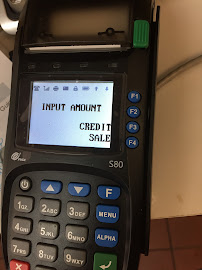 INPUT AMOUNT
CREDIT
SALE
F1
F2
F3
F4
S80
F
1QZ.
2ABC
3DEF
MENU
4GHI
5JKL
6MNO
ALPHA
7PRS
8TUV
9WXY